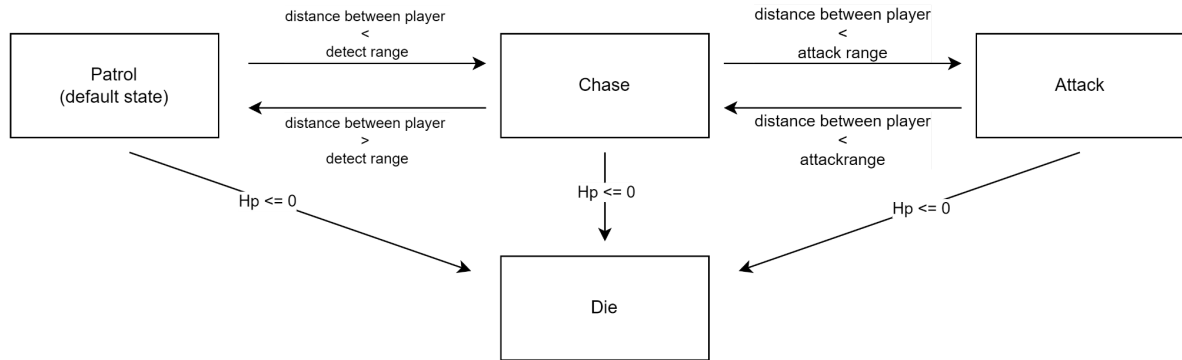 Patrol
(default state)
distance between player
<
detect range
distance between player
>
detect range
Chase
distance between player
<
attack range
distance between player
<
attackrange
Attack
Hp <= 0
Hp <= 0
Hp <= 0
Die